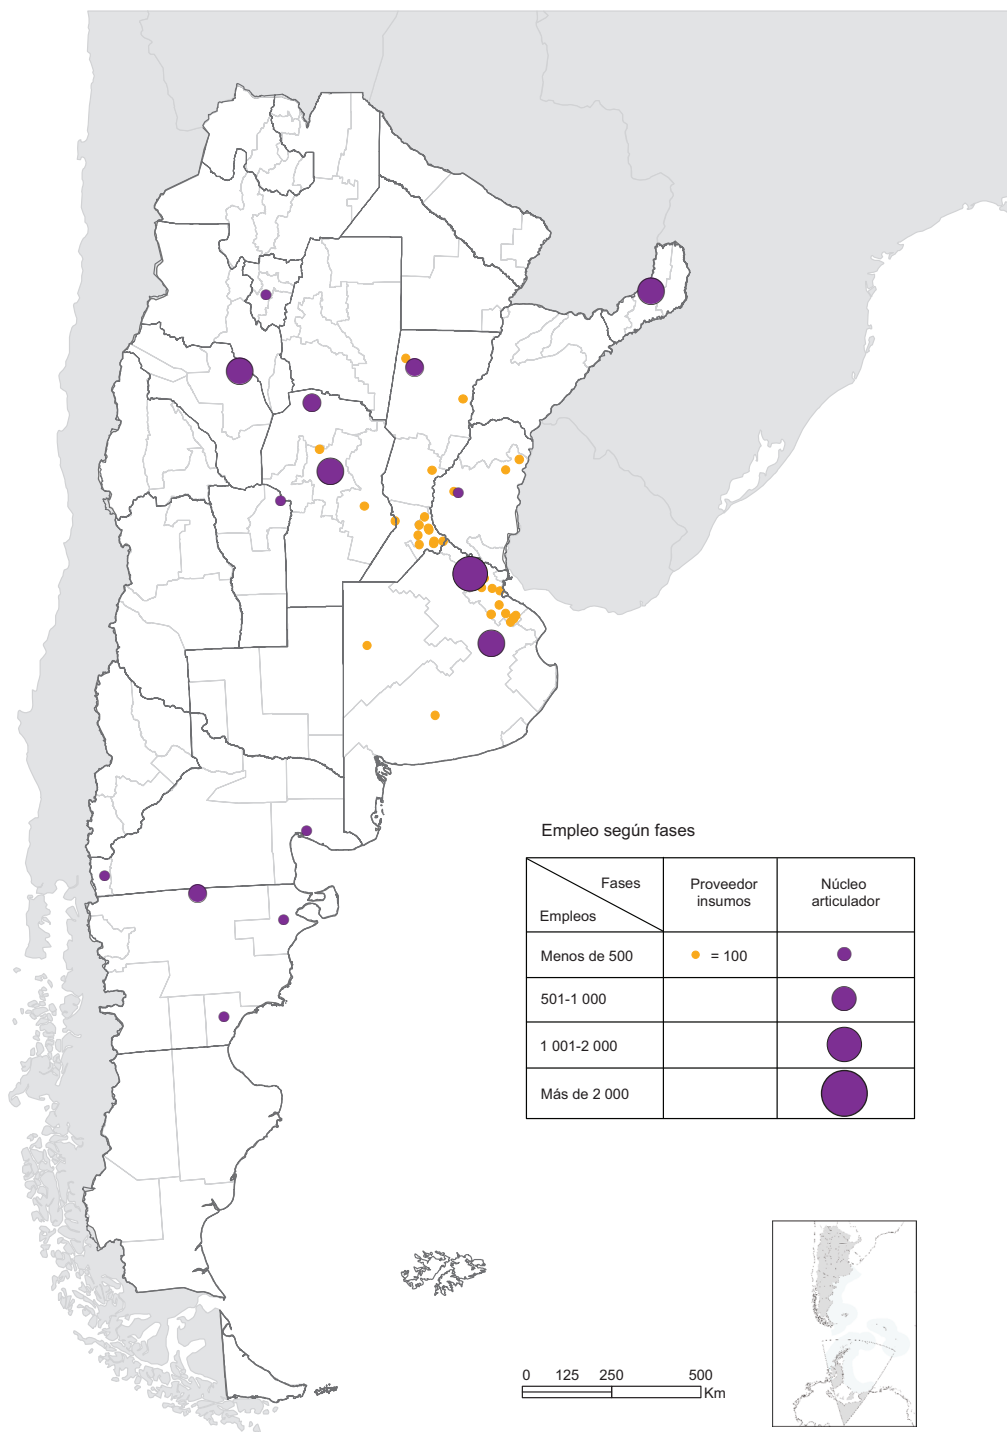 Empleo según fases
Fases
Empleos
Proveedor
insumos
Núcleo
articulador
Menos de 500
= 100
501-1 000
1 001-2 000
Más de 2 000
0 125 250 500
Km